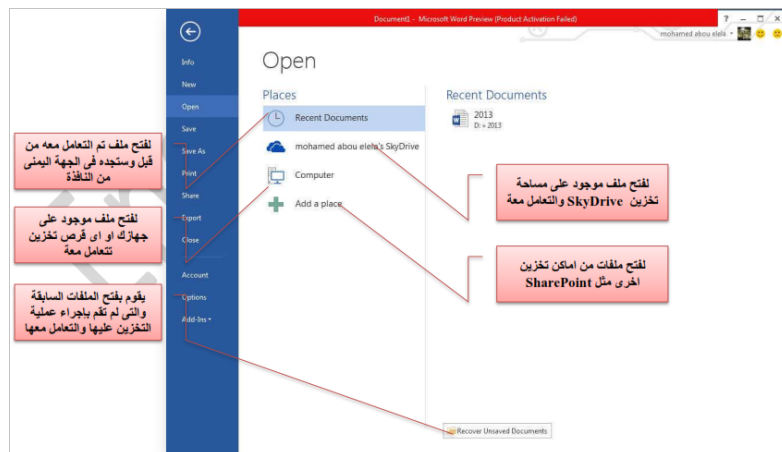 Document1 - Microsoft Word Preview (Product Activation Failed)
mohamed abou elela
Info
New
Open
Save
Save As
Print
Share
Export
Close
Account
Options
Add-Ins
Open
Places
Recent Documents
mohamed abou elela's SkyDrive
Computer
Add a place
Recent Documents
2013
D: » 2013
Recover Unsaved Documents
لفتح ملف تم التعامل معه من
قبل وستجده فى الجهة اليمنى
من النافذة
لفتح ملف موجود على
جهازك او اى قرص تخزين
تتعامل معة
يقوم بفتح الملفات السابقة
والتى لم تقم بإجراء عملية
التخزين عليها والتعامل معها
لفتح ملف موجود على مساحة
تخزين SkyDrive والتعامل معة
لفتح ملفات من اماكن تخزين
اخرى مثل SharePoint